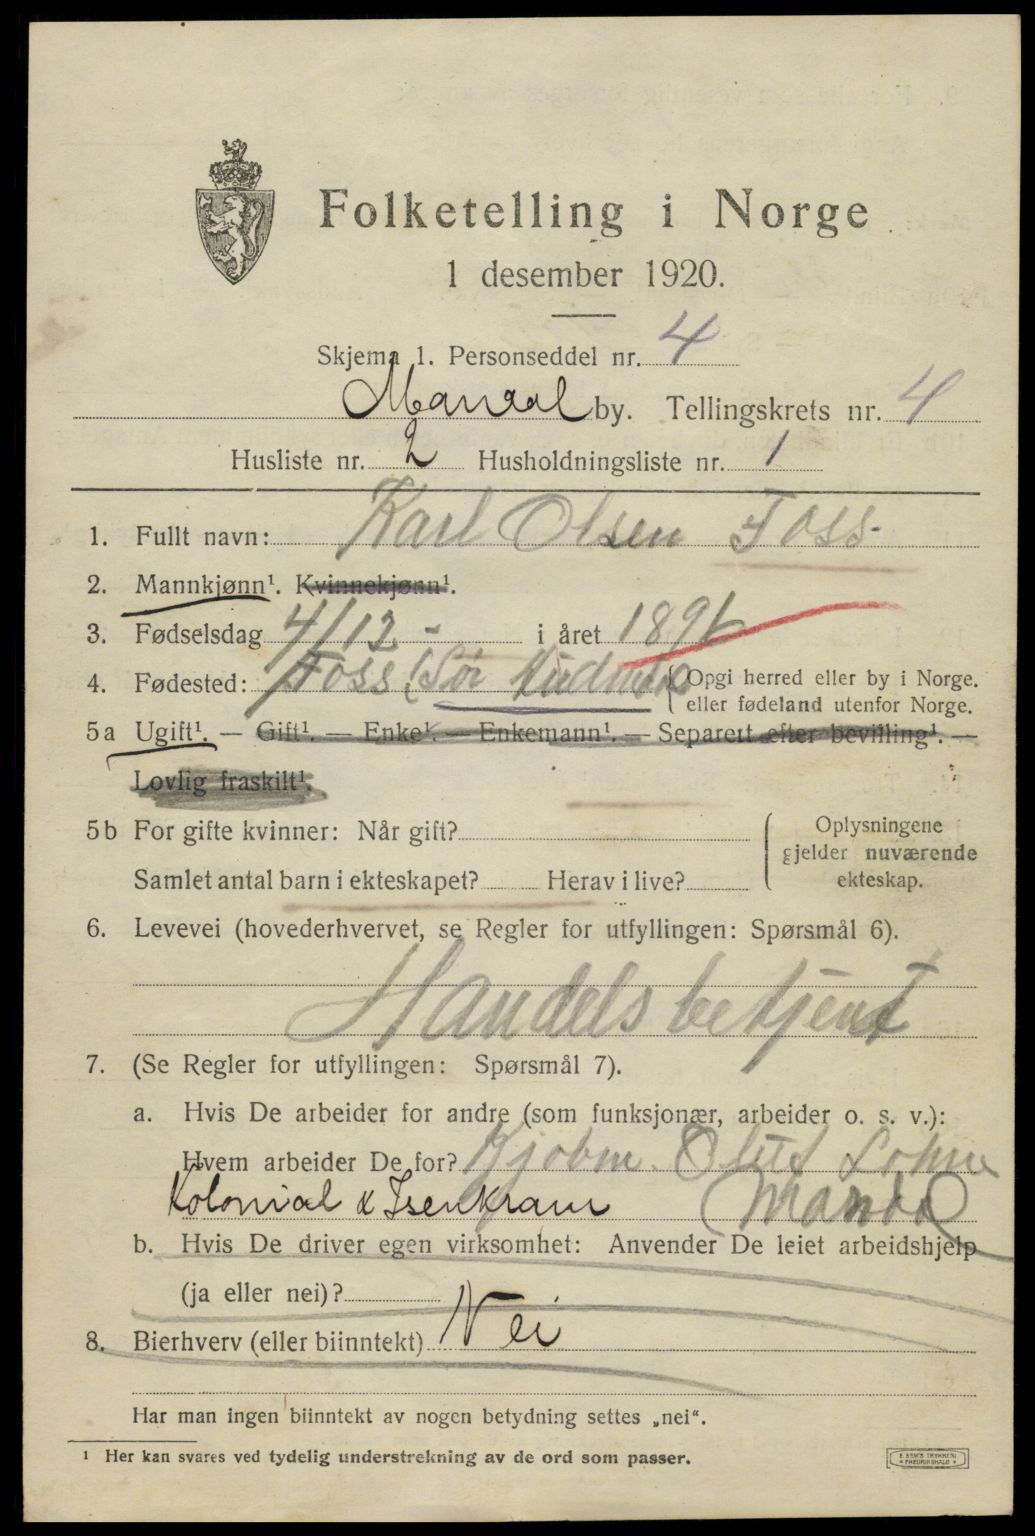 Folketelling i Norge
1 desember 1920.
Skjema 1. Personseddel nr. 4
Mandal by. Tellingskrets nr. 4
Husliste nr. 2 Husholdningsliste nr. 1
1. Fullt navn: Karl Olsen Foss
2. Mannkjønn¹. Kvinnekjønn¹.
3. Fødselsdag 4/12 - i året 1891
4. Fødested: Foss (Sør Audnedal Opgi herred eller by i Norge.
eller fødeland utenfor Norge.
5a Ugift¹. — Gift¹. — Enke¹. — Enkemann¹. — Separert efter bevilling¹. —
Lovlig fraskilt¹.
5b For gifte kvinner: Når gift?
Samlet antal barn i ekteskapet? Herav i live?
Oplysningene
gjelder nuværende
ekteskap.
6. Levevei (hovederhvervet, se Regler for utfyllingen: Spørsmål 6).
Handelsbetjent
7. (Se Regler for utfyllingen: Spørsmål 7).
a. Hvis De arbeider for andre (som funksjonær, arbeider o. s. v.):
Hvem arbeider De for? Kjøbm. Lohne
Kolonial & Isenkram (Mandal)
b. Hvis De driver egen virksomhet: Anvender De leiet arbeidshjelp
(ja eller nei)?
8. Bierhverv (eller biinntekt) Nei
Har man ingen biinntekt av nogen betydning settes „nei“.
¹ Her kan svares ved tydelig understrekning av de ord som passer.